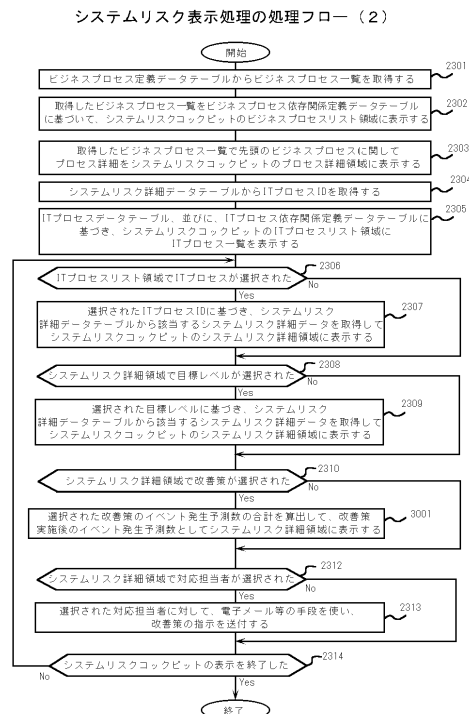 システムリスク表示処理の処理フロー（２）
開始
2301
ビジネスプロセス定義データテーブルからビジネスプロセス一覧を取得する
2302
取得したビジネスプロセス一覧をビジネスプロセス依存関係定義データテーブル
に基づいて、システムリスクコックピットのビジネスプロセスリスト領域に表示する
2303
取得したビジネスプロセス一覧で先頭のビジネスプロセスに関して
プロセス詳細をシステムリスクコックピットのプロセス詳細領域に表示する
2304
システムリスク詳細データテーブルからITプロセスIDを取得する
2305
ITプロセスデータテーブル、並びに、ITプロセス依存関係定義データテーブルに
基づき、システムリスクコックピットのITプロセスリスト領域に
ITプロセス一覧を表示する
2306
ITプロセスリスト領域でITプロセスが選択された
No
Yes
2307
選択されたITプロセスIDに基づき、システムリスク
詳細データテーブルから該当するシステムリスク詳細データを取得して
システムリスクコックピットのシステムリスク詳細領域に表示する
2308
システムリスク詳細領域で目標レベルが選択された
No
Yes
2309
選択された目標レベルに基づき、システムリスク
詳細データテーブルから該当するシステムリスク詳細データを取得して
システムリスクコックピットのシステムリスク詳細領域に表示する
2310
システムリスク詳細領域で改善策が選択された
No
Yes
3001
選択された改善策のイベント発生予測数の合計を算出して、改善策
実施後のイベント発生予測数としてシステムリスク詳細領域に表示する
2312
システムリスク詳細領域で対応担当者が選択された
No
Yes
2313
選択された対応担当者に対して、電子メール等の手段を使い、
改善策の指示を送付する
2314
システムリスクコックピットの表示を終了した
No
Yes
終了